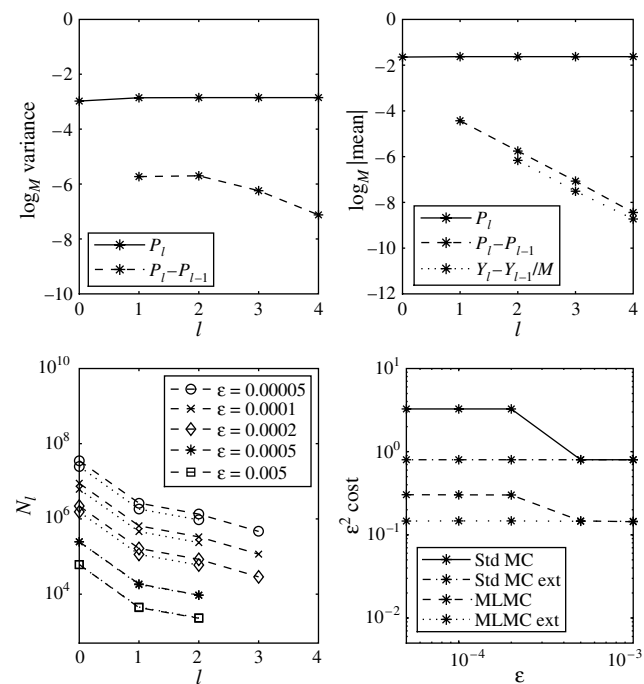 0
−2
−4
−6
−8
−10
log_M variance
P_l
P_l−P_{l−1}
0 1 2 3 4
l
0
−2
−4
−6
−8
−10
−12
log_M |mean|
P_l
P_l−P_{l−1}
Y_l−Y_{l−1}/M
0 1 2 3 4
l
10^10
10^8
10^6
10^4
N_l
ε = 0.00005
ε = 0.0001
ε = 0.0002
ε = 0.0005
ε = 0.005
0 1 2 3 4
l
10^1
10^0
10^−1
10^−2
ε^2 cost
Std MC
Std MC ext
MLMC
MLMC ext
10^−4 10^−3
ε